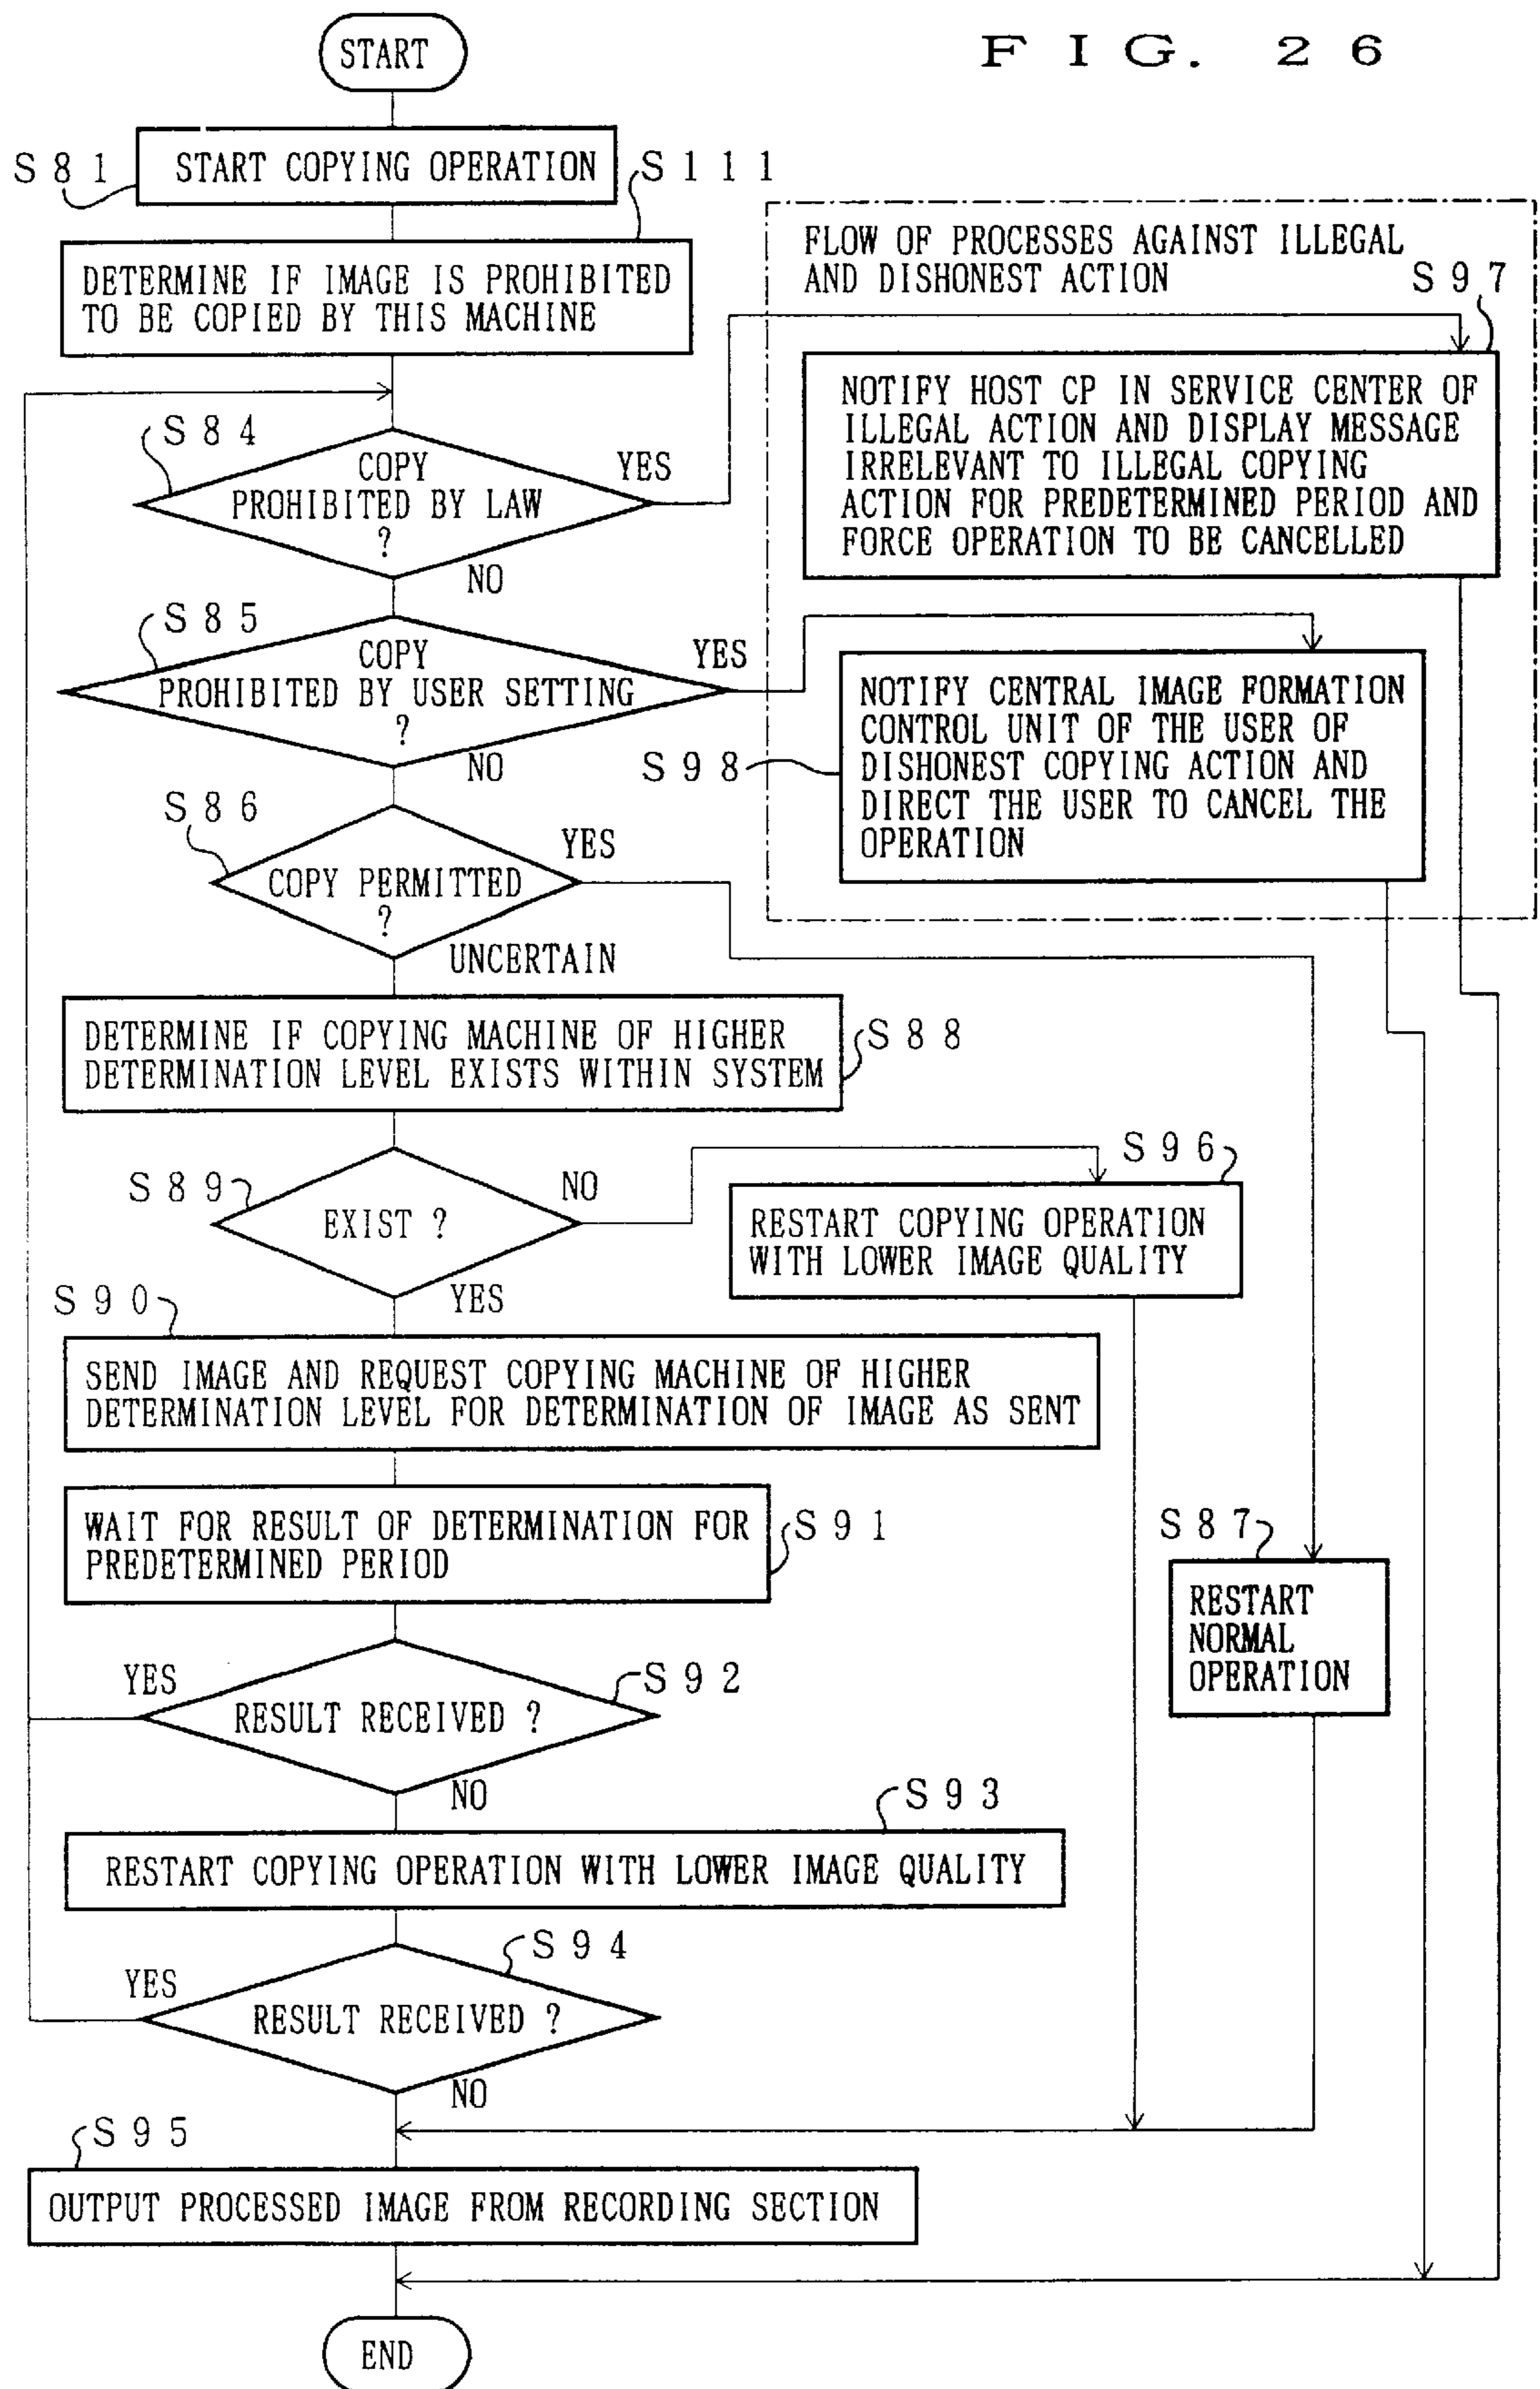 START
F I G. 2 6
S 8 1
START COPYING OPERATION
S 1 1 1
DETERMINE IF IMAGE IS PROHIBITED
TO BE COPIED BY THIS MACHINE
FLOW OF PROCESSES AGAINST ILLEGAL
AND DISHONEST ACTION
S 9 7
NOTIFY HOST CP IN SERVICE CENTER OF
ILLEGAL ACTION AND DISPLAY MESSAGE
IRRELEVANT TO ILLEGAL COPYING
ACTION FOR PREDETERMINED PERIOD AND
FORCE OPERATION TO BE CANCELLED
S 8 4
COPY
PROHIBITED BY LAW
?
YES
NO
S 8 5
COPY
PROHIBITED BY USER SETTING
?
YES
NO
S 9 8
NOTIFY CENTRAL IMAGE FORMATION
CONTROL UNIT OF THE USER OF
DISHONEST COPYING ACTION AND
DIRECT THE USER TO CANCEL THE
OPERATION
S 8 6
COPY PERMITTED
?
YES
UNCERTAIN
DETERMINE IF COPYING MACHINE OF HIGHER
DETERMINATION LEVEL EXISTS WITHIN SYSTEM
S 8 8
S 8 9
EXIST ?
NO
YES
S 9 6
RESTART COPYING OPERATION
WITH LOWER IMAGE QUALITY
S 9 0
SEND IMAGE AND REQUEST COPYING MACHINE OF HIGHER
DETERMINATION LEVEL FOR DETERMINATION OF IMAGE AS SENT
WAIT FOR RESULT OF DETERMINATION FOR
PREDETERMINED PERIOD
S 9 1
S 8 7
RESTART
NORMAL
OPERATION
YES
RESULT RECEIVED ?
S 9 2
NO
S 9 3
RESTART COPYING OPERATION WITH LOWER IMAGE QUALITY
S 9 4
YES
RESULT RECEIVED ?
NO
S 9 5
OUTPUT PROCESSED IMAGE FROM RECORDING SECTION
END